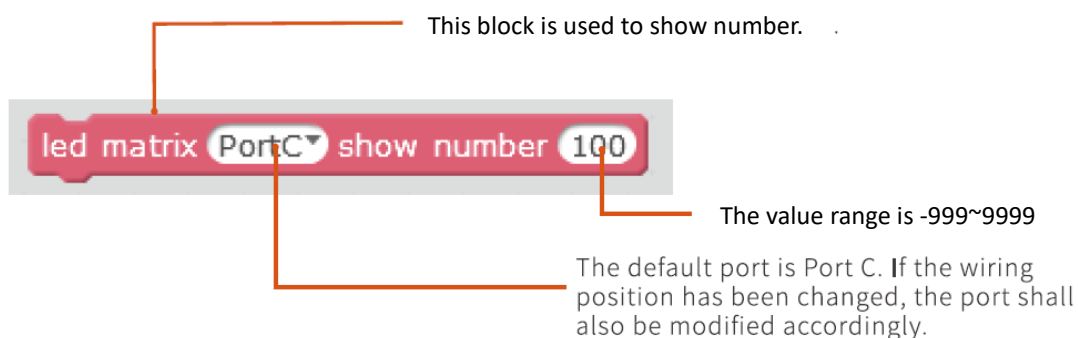 This block is used to show number. .
led matrix PortC show number 100
The value range is -999~9999
The default port is Port C. If the wiring
position has been changed, the port shall
also be modified accordingly.